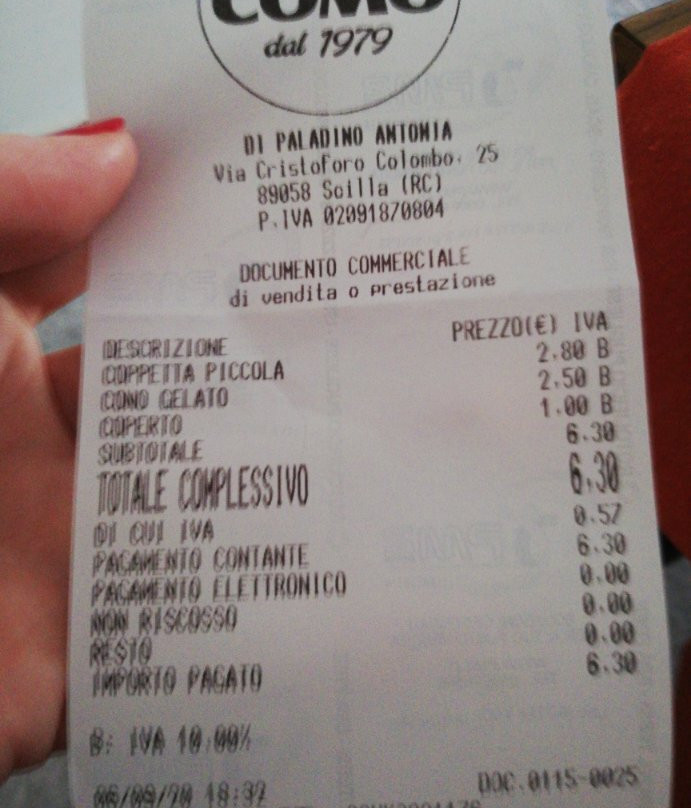 COMO
dal 1979
DI PALADINO ANTONIA
Via Cristoforo Colombo, 25
89058 Scilla (RC)
P.IVA 02091870804
DOCUMENTO COMMERCIALE
di vendita o prestazione
DESCRIZIONE PREZZO(€) IVA
COPPETTA PICCOLA 2.80 B
CONO GELATO 2.50 B
COPERTO 1.00 B
SUBTOTALE 6.30
TOTALE COMPLESSIVO 6,30
DI CUI IVA 0.57
PAGAMENTO CONTANTE 6.30
PAGAMENTO ELETTRONICO 0.00
NON RISCOSSO 0.00
RESTO 0.00
IMPORTO PAGATO 6.30
B: IVA 10.00%
18:32 DOC.0115-0025